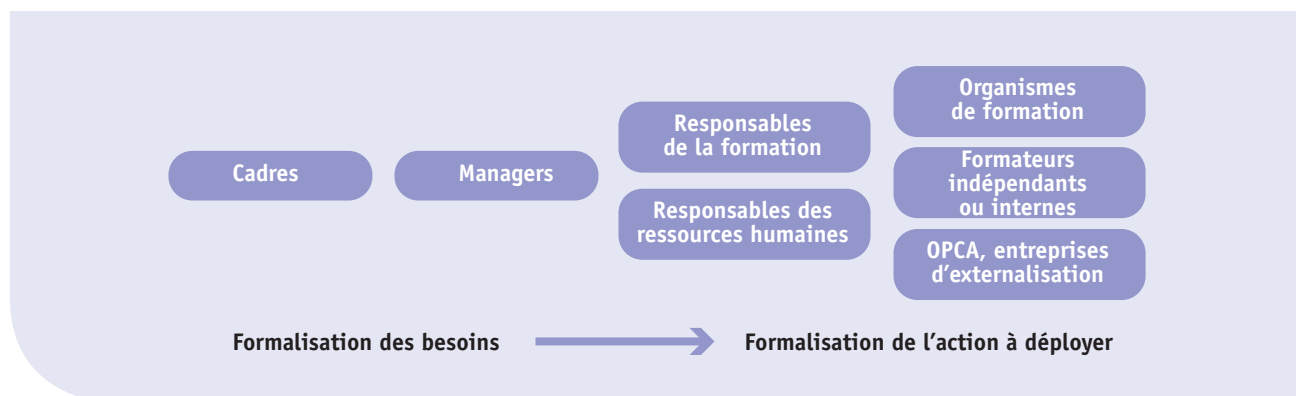 Cadres
Managers
Responsables
de la formation
Responsables des
ressources humaines
Organismes
de formation
Formateurs
indépendants
ou internes
OPCA, entreprises
d’externalisation
Formalisation des besoins
Formalisation de l’action à déployer